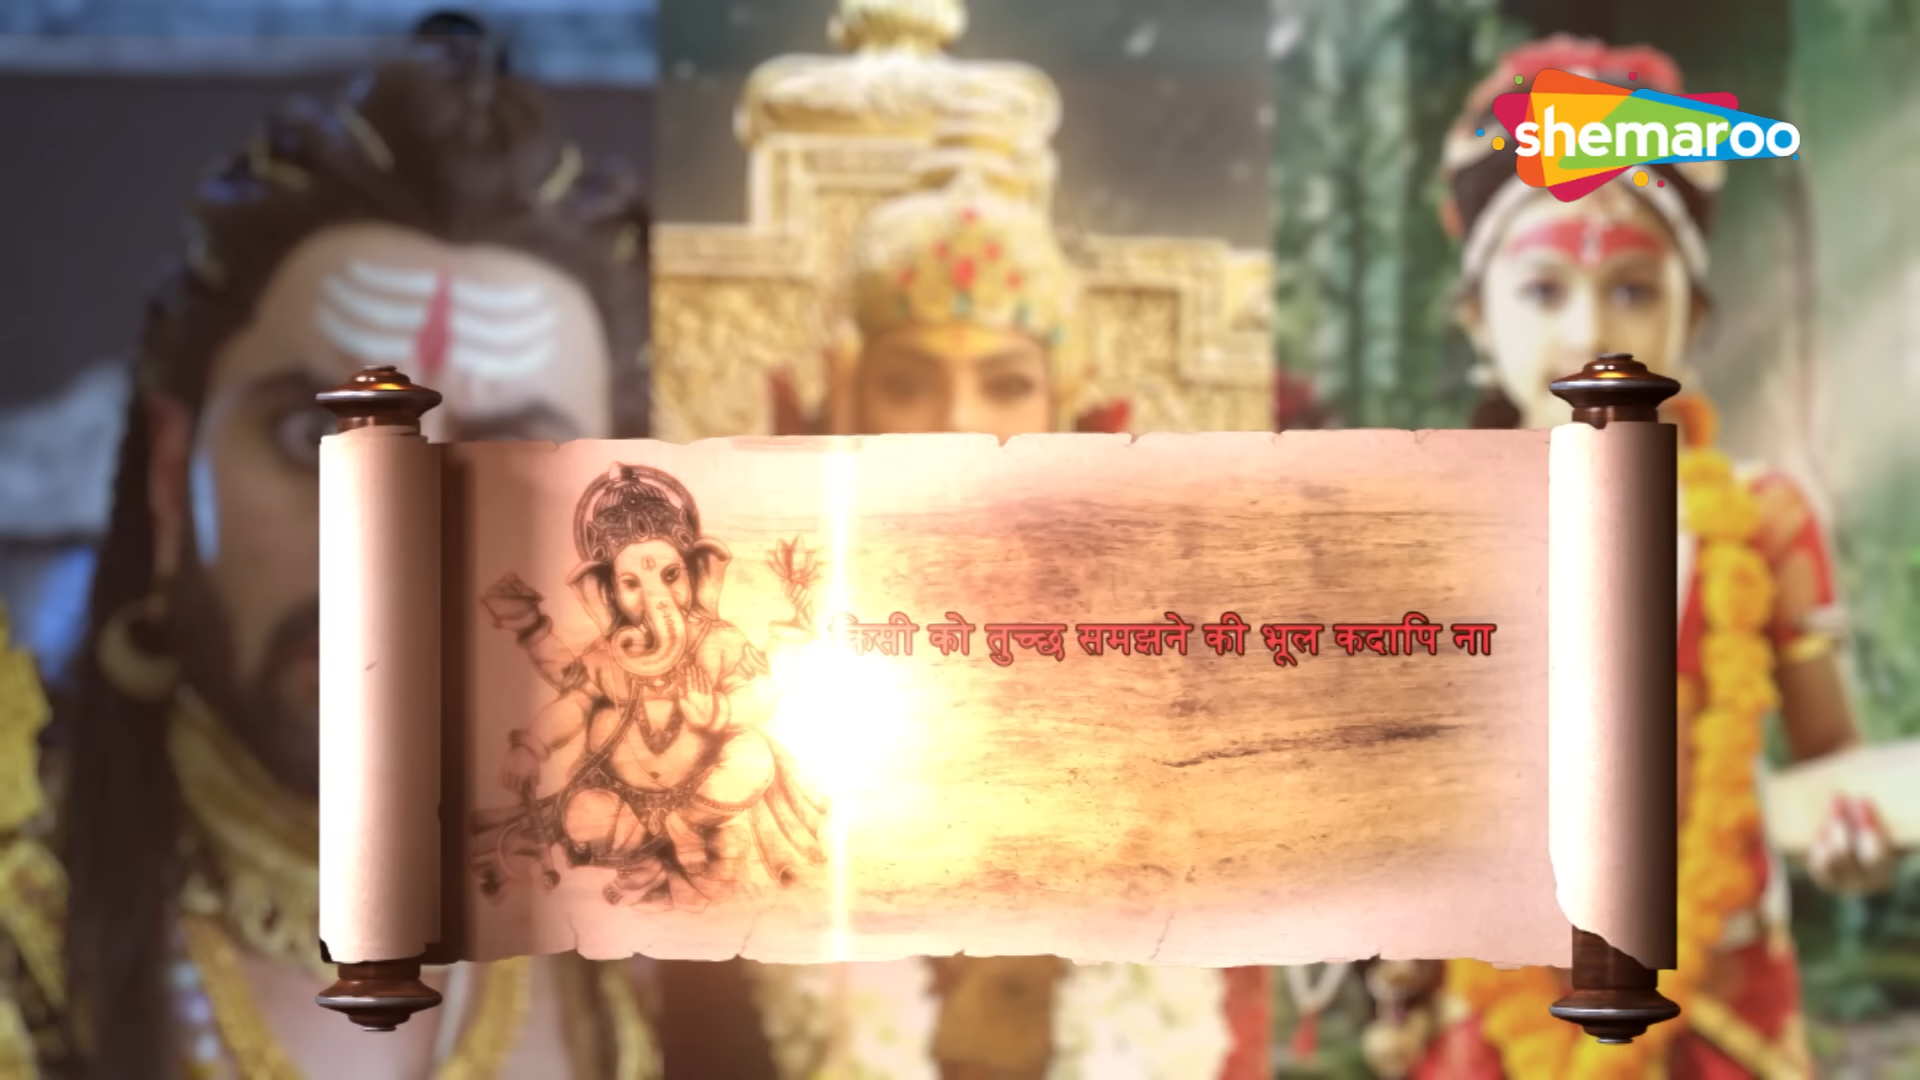 shemaroo
किसी को तुच्छ समझने की भूल कदापि ना